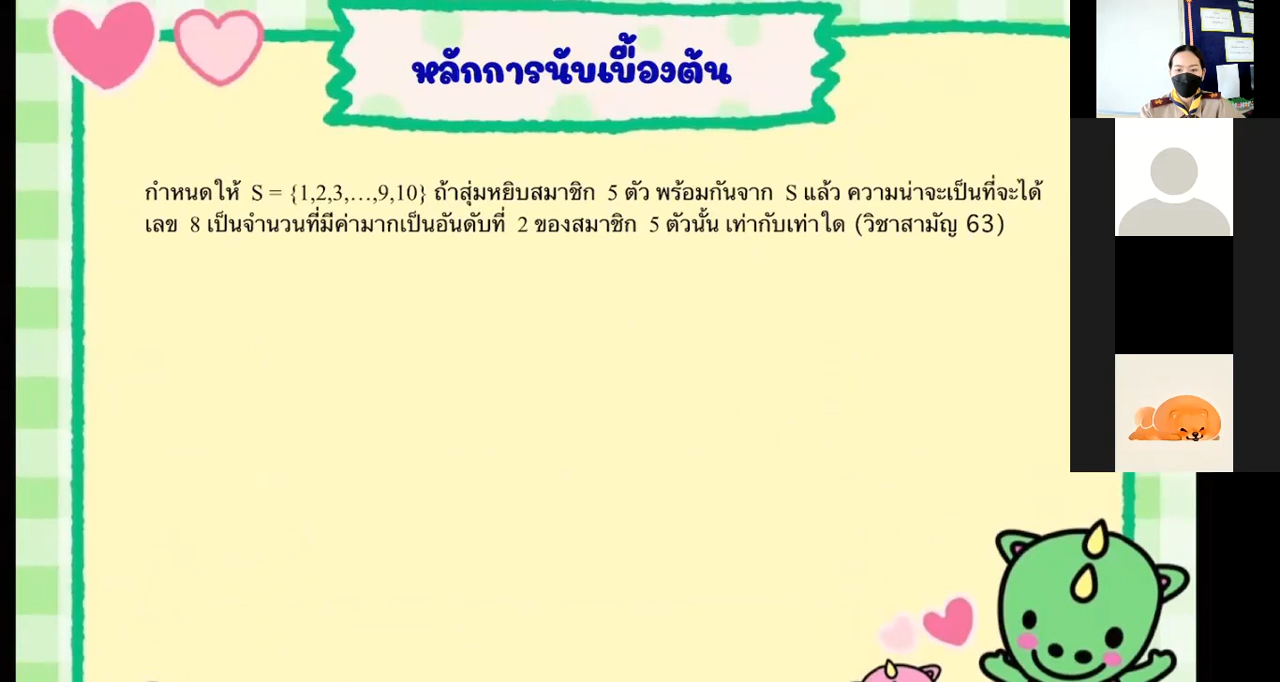 หลักการนับเบื้องต้น
กำหนดให้ S = {1,2,3,...,9,10} ถ้าสุ่มหยิบสมาชิก 5 ตัว พร้อมกันจาก S แล้ว ความน่าจะเป็นที่จะได้
เลข 8 เป็นจำนวนที่มีค่ามากเป็นอันดับที่ 2 ของสมาชิก 5 ตัวนั้น เท่ากับเท่าใด (วิชาสามัญ 63)